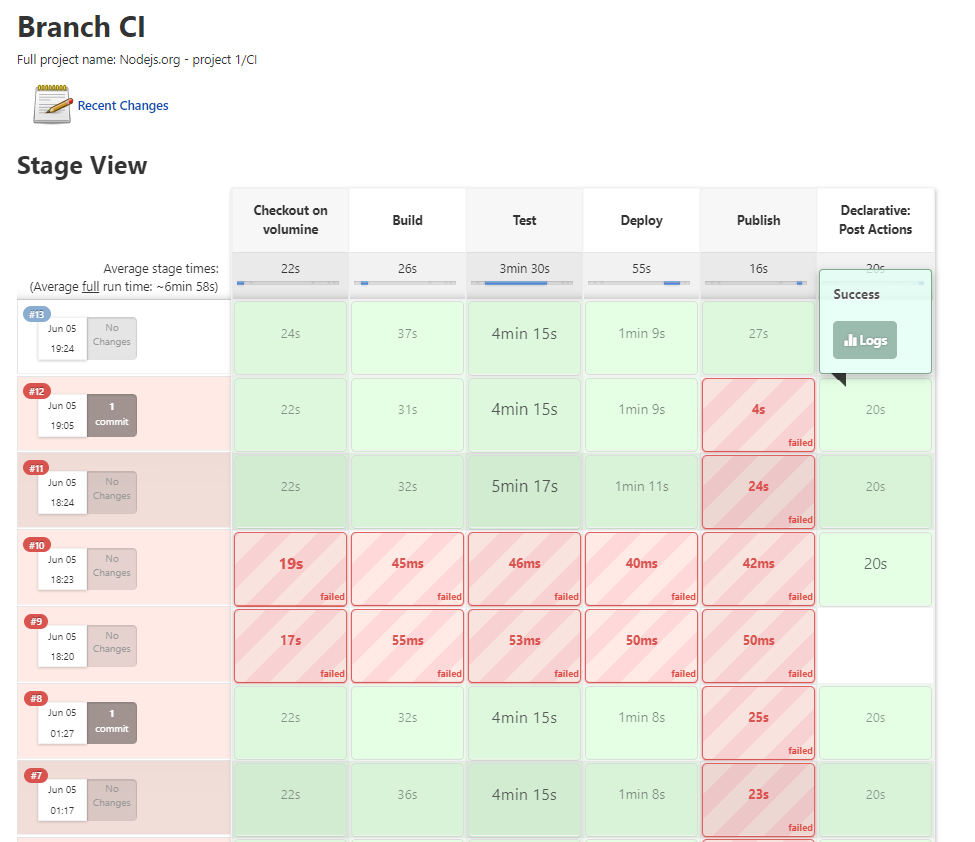 Branch CI
Full project name: Nodejs.org - project 1/CI
Recent Changes
Stage View
Checkout on
volumine
Build
Test
Deploy
Publish
Declarative:
Post Actions
Average stage times:
(Average full run time: ~6min 58s)
22s
26s
3min 30s
55s
16s
20s
Success
Logs
#13
Jun 05
19:24
No
Changes
24s
37s
4min 15s
1min 9s
27s
#12
Jun 05
19:05
1
commit
22s
31s
4min 15s
1min 9s
4s
failed
20s
#11
Jun 05
18:24
No
Changes
22s
32s
5min 17s
1min 11s
24s
failed
20s
#10
Jun 05
18:23
No
Changes
19s
failed
45ms
failed
46ms
failed
40ms
failed
42ms
failed
20s
#9
Jun 05
18:20
No
Changes
17s
failed
55ms
failed
53ms
failed
50ms
failed
50ms
failed
#8
Jun 05
01:27
1
commit
22s
32s
4min 15s
1min 8s
25s
failed
20s
#7
Jun 05
01:17
No
Changes
22s
36s
4min 15s
1min 8s
23s
failed
20s